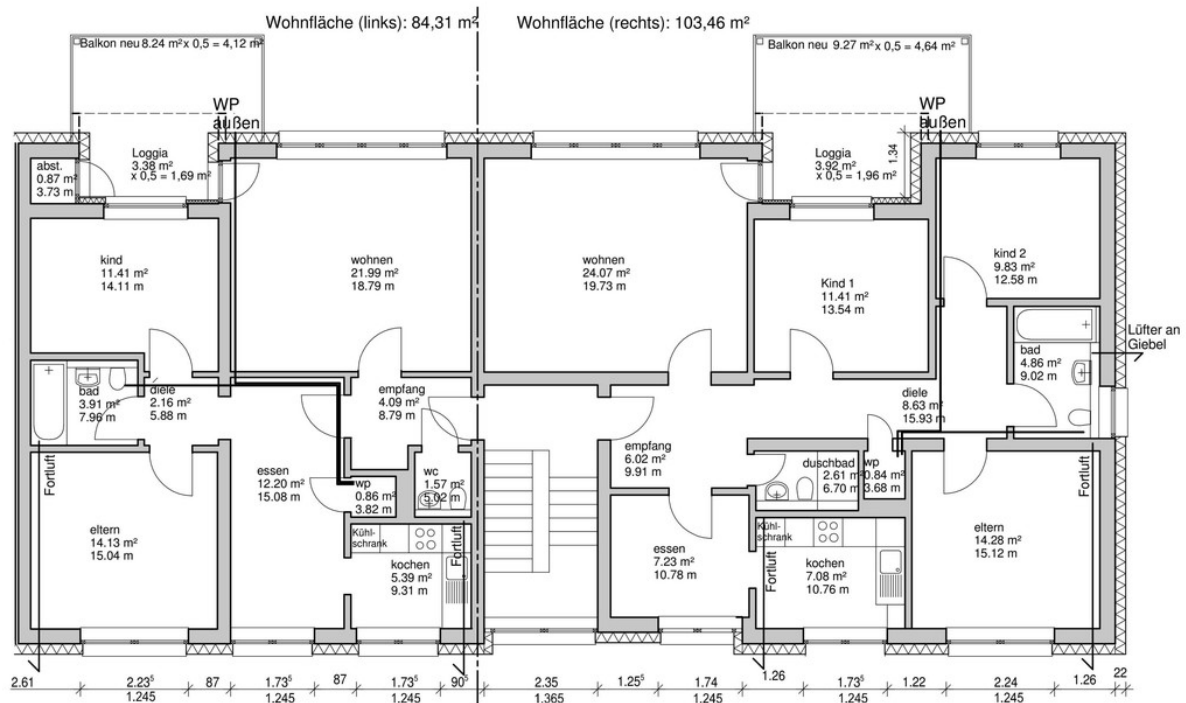 Wohnfläche (links): 84,31 m²
Wohnfläche (rechts): 103,46 m²
Balkon neu 8.24 m² x 0,5 = 4,12 m²
Balkon neu 9.27 m² x 0,5 = 4,64 m²
WP
außen
WP
außen
abst.
0.87 m²
3.73 m
Loggia
3.38 m²
x 0,5 = 1,69 m²
Loggia
3.92 m²
x 0,5 = 1,96 m²
1.34
kind
11.41 m²
14.11 m
wohnen
21.99 m²
18.79 m
wohnen
24.07 m²
19.73 m
Kind 1
11.41 m²
13.54 m
kind 2
9.83 m²
12.58 m
Lüfter an
Giebel
bad
3.91 m²
7.96 m
diele
2.16 m²
5.88 m
empfang
4.09 m²
8.79 m
bad
4.86 m²
9.02 m
diele
8.63 m²
15.93 m
empfang
6.02 m²
9.91 m
essen
12.20 m²
15.08 m
wp
0.86 m²
3.82 m
wc
1.57 m²
5.02 m
duschbad
2.61 m²
6.70 m
wp
0.84 m²
3.68 m
Fortluft
Fortluft
eltern
14.13 m²
15.04 m
Kühl-
schrank
kochen
5.39 m²
9.31 m
Fortluft
essen
7.23 m²
10.78 m
Kühl-
schrank
Fortluft
kochen
7.08 m²
10.76 m
eltern
14.28 m²
15.12 m
2.61
2.23⁵
87
1.73⁵
87
1.73⁵
90⁵
2.35
1.25⁵
1.74
1.26
1.73⁵
1.22
2.24
1.26
22
1.245
1.245
1.245
1.365
1.245
1.245
1.245